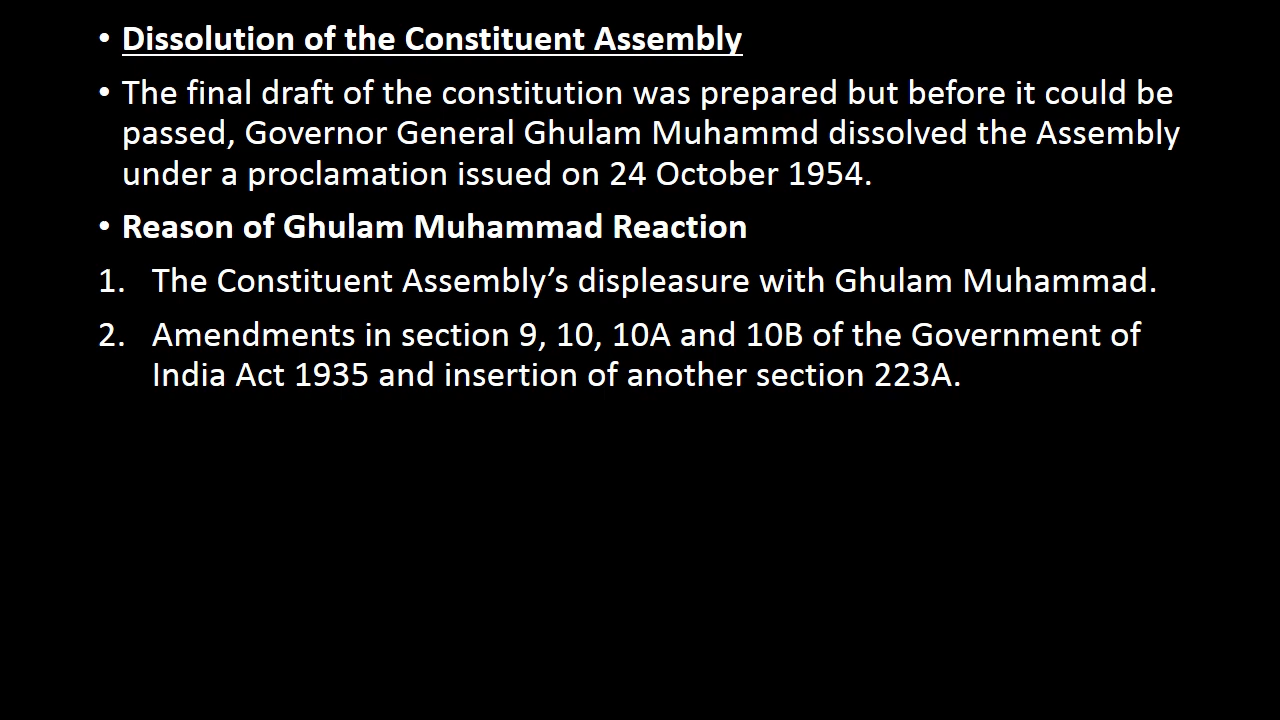 • Dissolution of the Constituent Assembly
• The final draft of the constitution was prepared but before it could be
passed, Governor General Ghulam Muhammd dissolved the Assembly
under a proclamation issued on 24 October 1954.
• Reason of Ghulam Muhammad Reaction
1. The Constituent Assembly’s displeasure with Ghulam Muhammad.
2. Amendments in section 9, 10, 10A and 10B of the Government of
India Act 1935 and insertion of another section 223A.